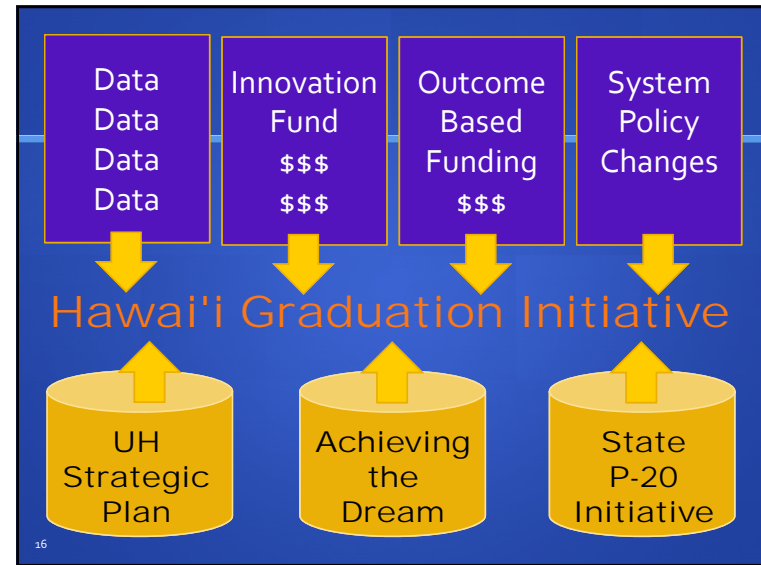 Data
Data
Data
Data
Innovation
Fund
$$$
$$$
Outcome
Based
Funding
$$$
System
Policy
Changes
Hawai'i Graduation Initiative
UH
Strategic
Plan
Achieving
the
Dream
State
P-20
Initiative
16